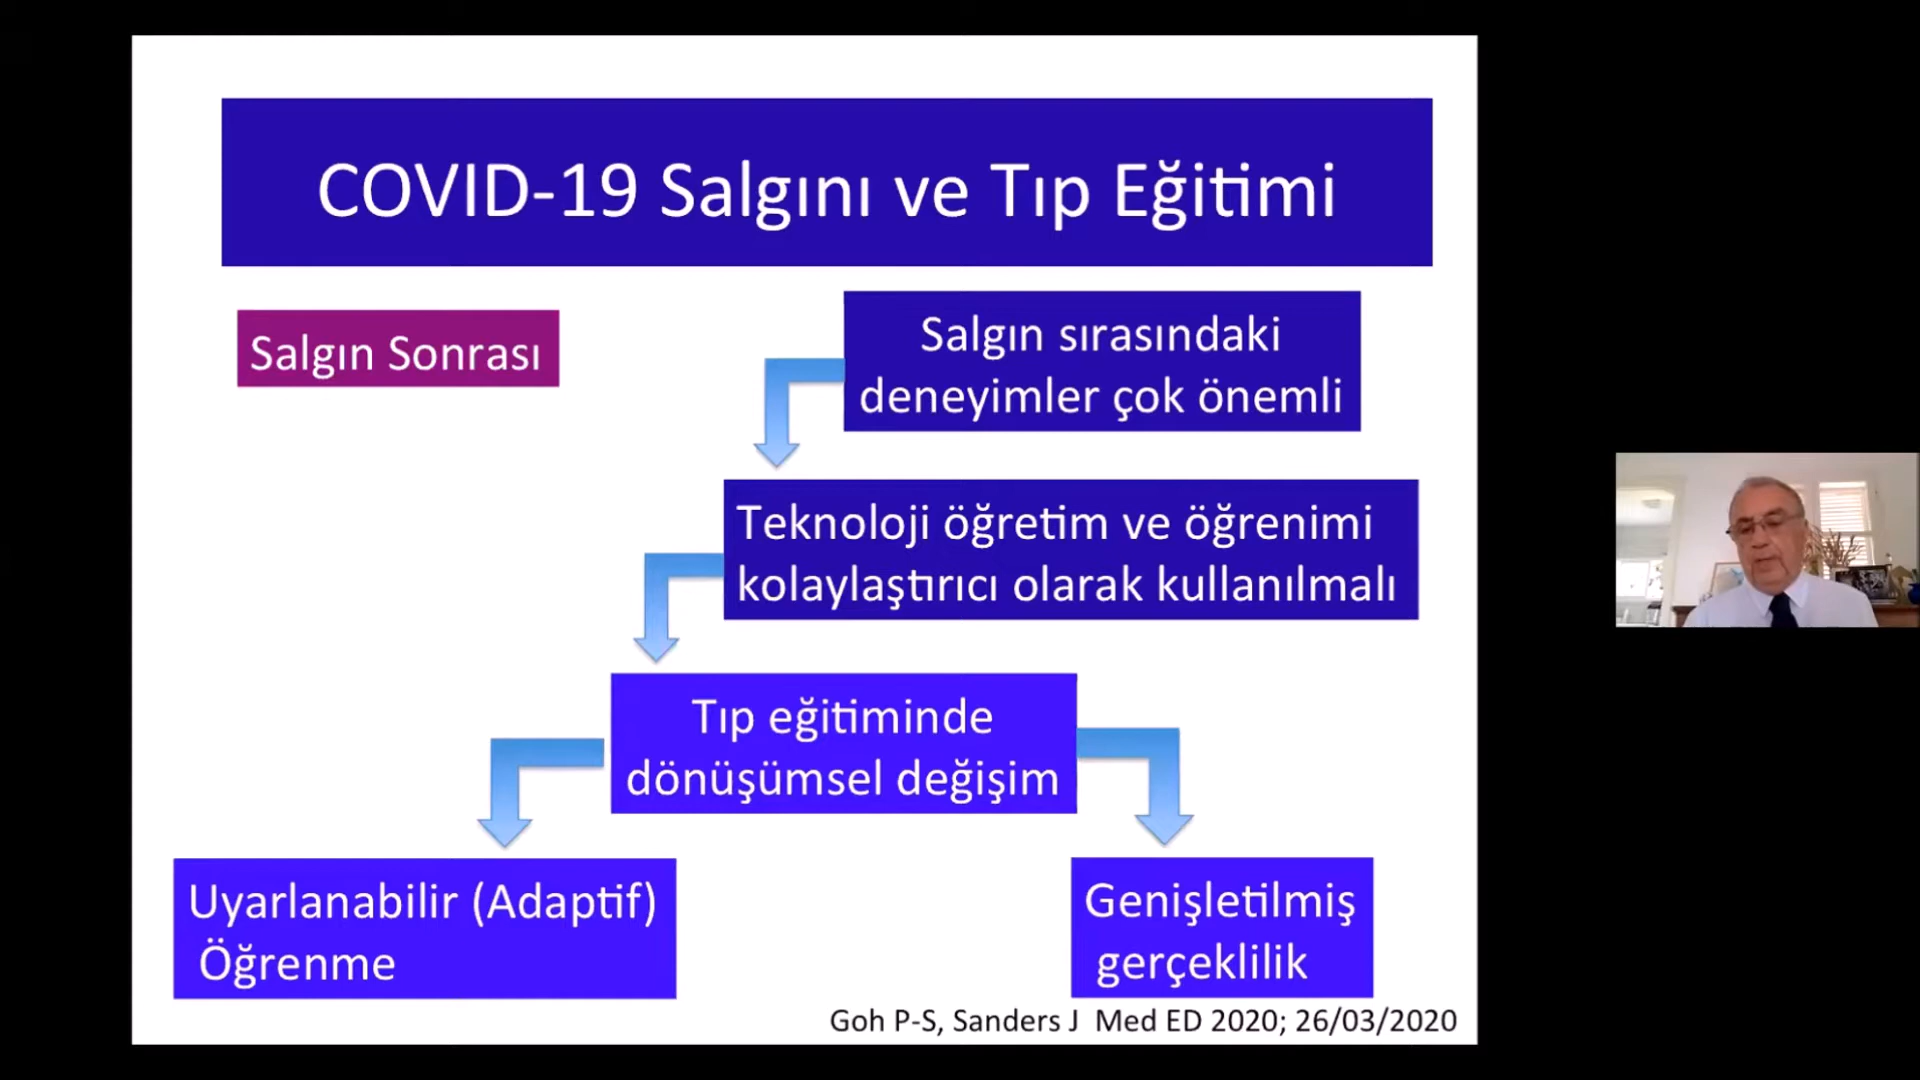 COVID-19 Salgını ve Tıp Eğitimi
Salgın Sonrası
Salgın sırasındaki
deneyimler çok önemli
Teknoloji öğretim ve öğrenimi
kolaylaştırıcı olarak kullanılmalı
Tıp eğitiminde
dönüşümsel değişim
Uyarlanabilir (Adaptif)
Öğrenme
Genişletilmiş
gerçeklilik
Goh P-S, Sanders J Med ED 2020; 26/03/2020